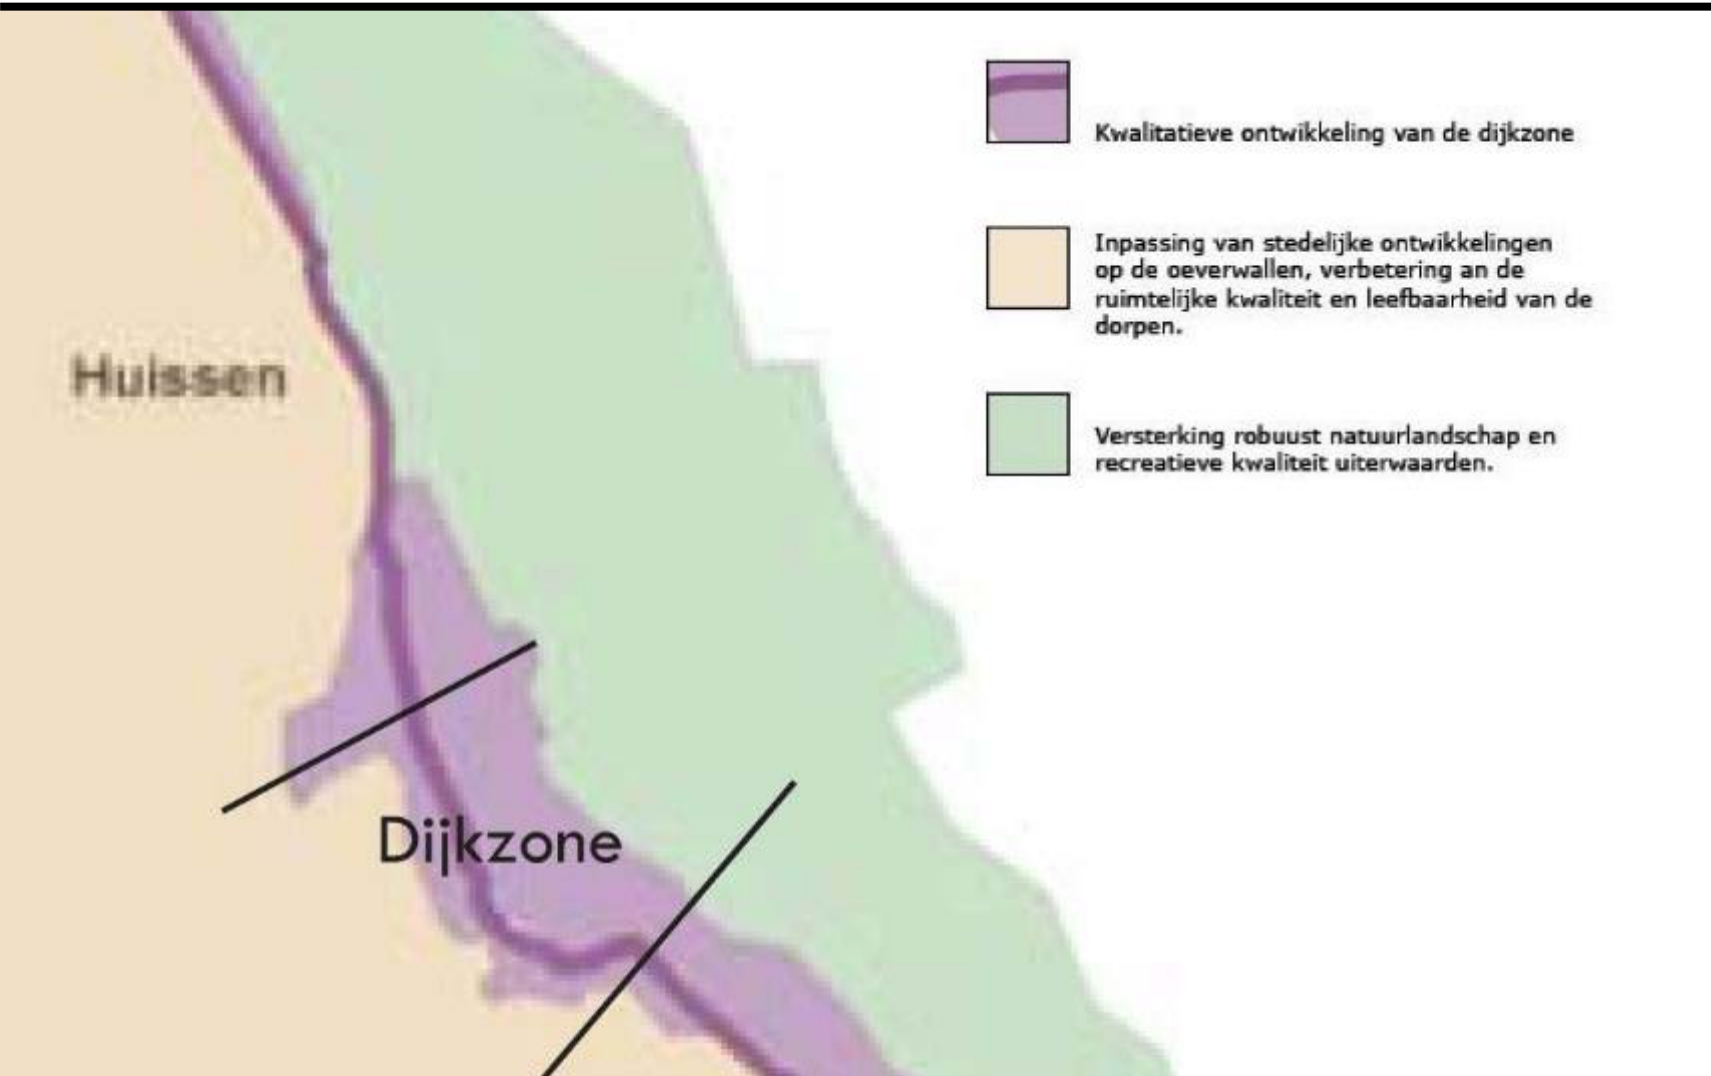 Kwalitatieve ontwikkeling van de dijkzone
Inpassing van stedelijke ontwikkelingen
op de oeverwallen, verbetering an de
ruimtelijke kwaliteit en leefbaarheid van de
dorpen.
Huissen
Versterking robuust natuurlandschap en
recreatieve kwaliteit uiterwaarden.
Dijkzone